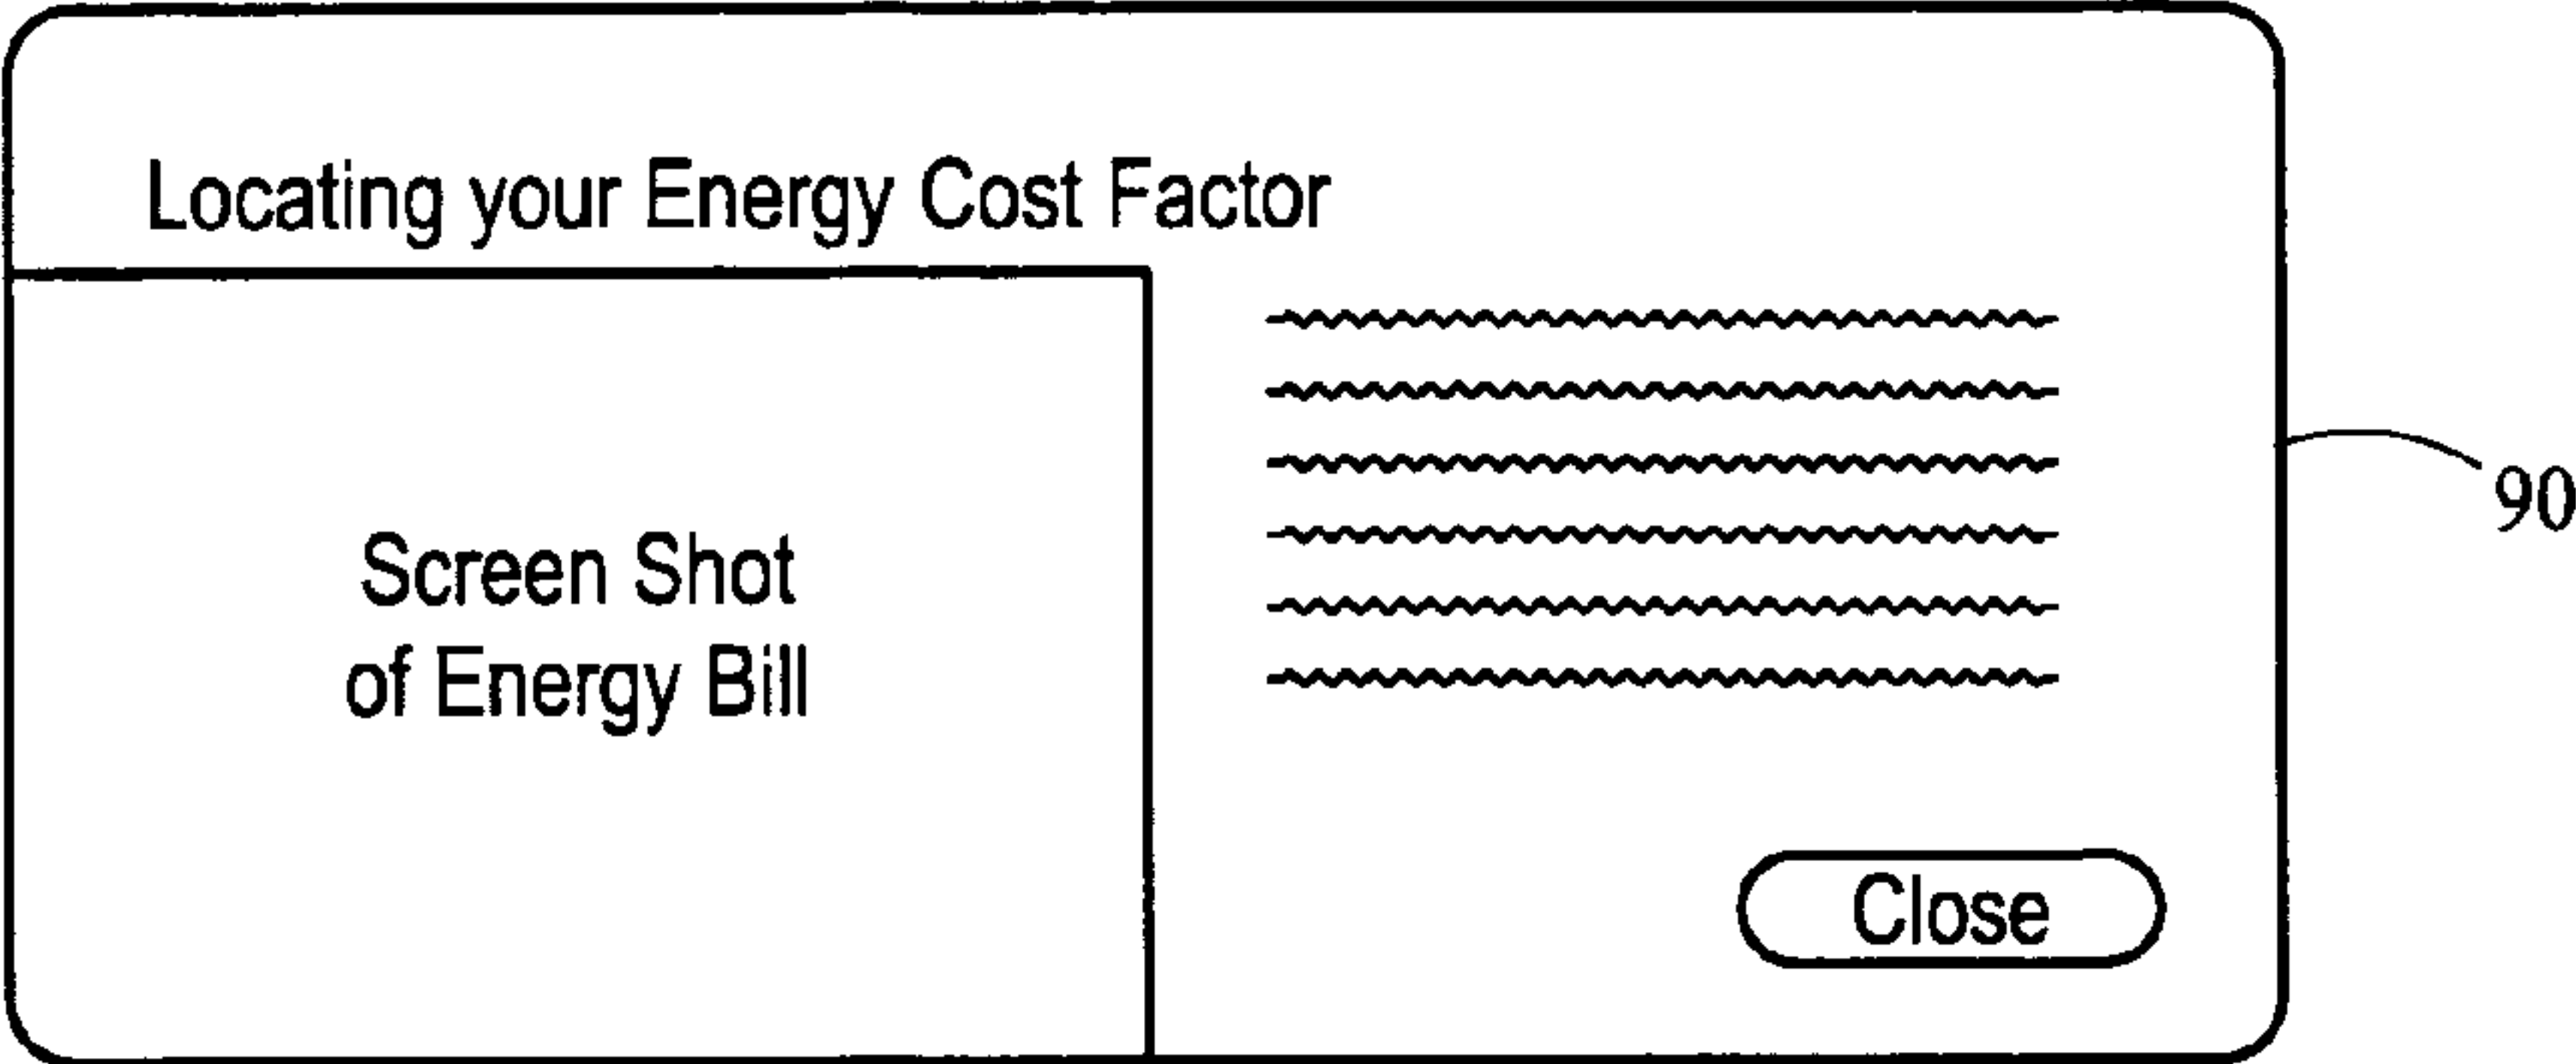 Locating your Energy Cost Factor
Screen Shot
of Energy Bill
Close
90